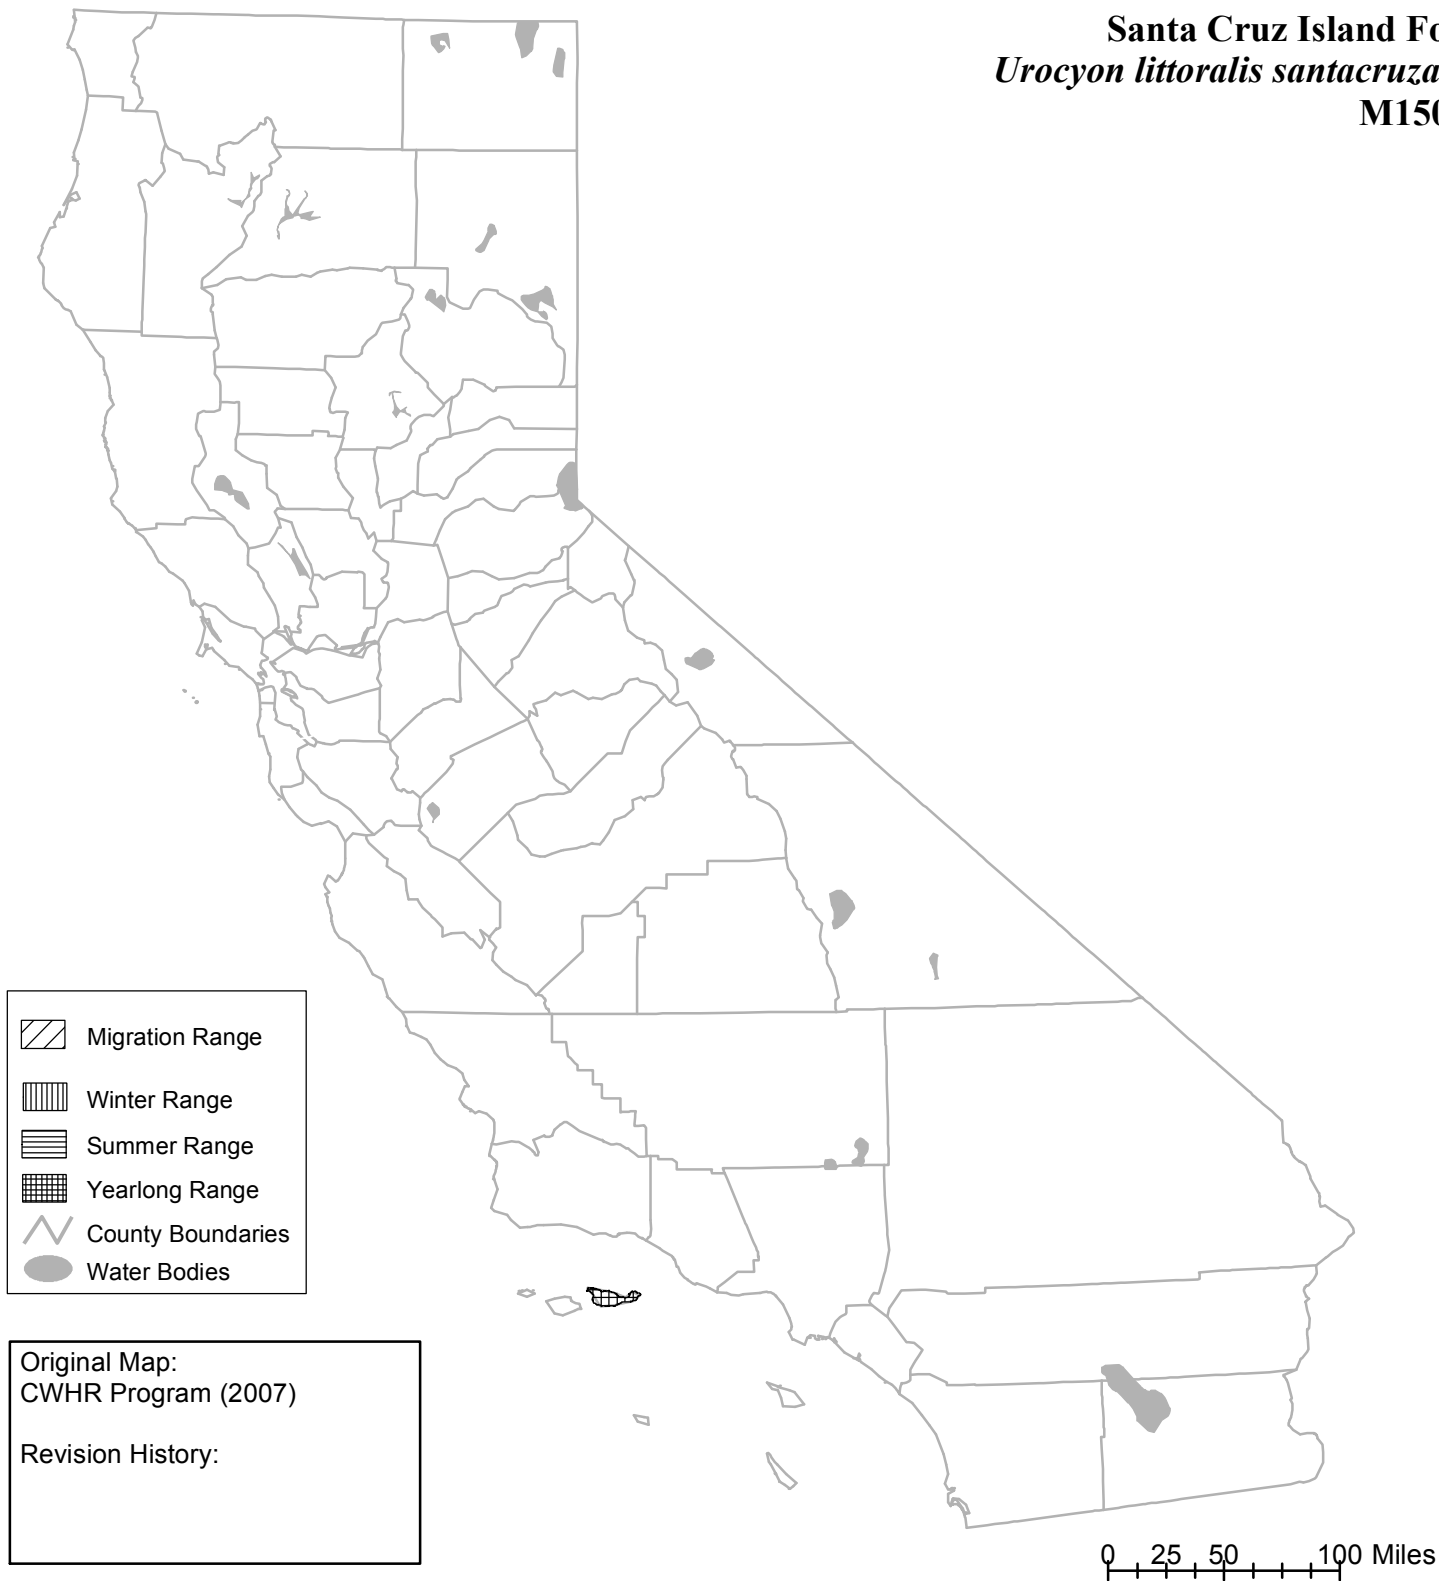 Santa Cruz Island Fo
Urocyon littoralis santacruza
M150
Migration Range
Winter Range
Summer Range
Yearlong Range
County Boundaries
Water Bodies
Original Map:
CWHR Program (2007)
Revision History:
0 25 50 100 Miles